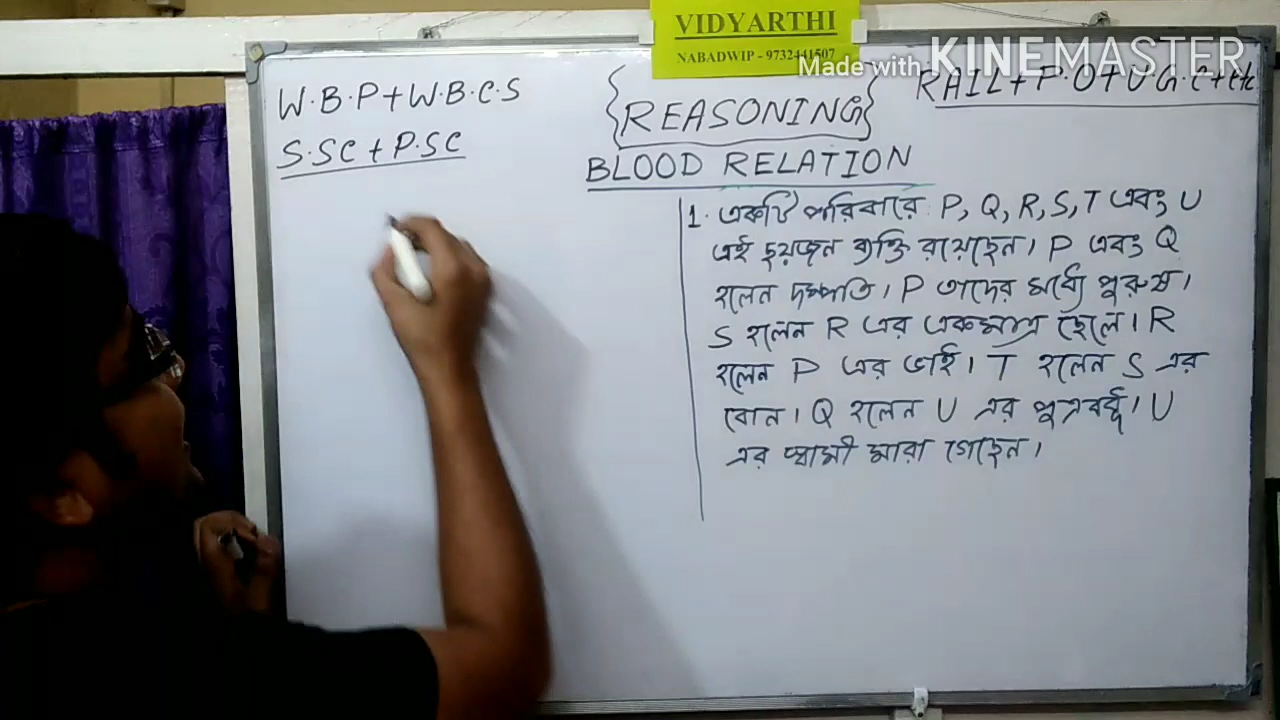 VIDYARTHI
NABADWIP - 9732441507
Made with KINEMASTER
W.B.P+W.B.C.S
S.SC + P.SC
{REASONING}
RAIL+P.O+U.G.C+etc
BLOOD RELATION
1. একটি পরিবারে P, Q, R, S, T এবং U
এই ছয়জন ব্যক্তি রয়েছেন। P এবং Q
হলেন দম্পতি। P তাদের মধ্যে পুরুষ।
S হলেন R এর একমাত্র ছেলে। R
হলেন P এর ভাই। T হলেন S এর
বোন। Q হলেন U এর পুত্রবধূ। U
এর স্বামী মারা গেছেন।